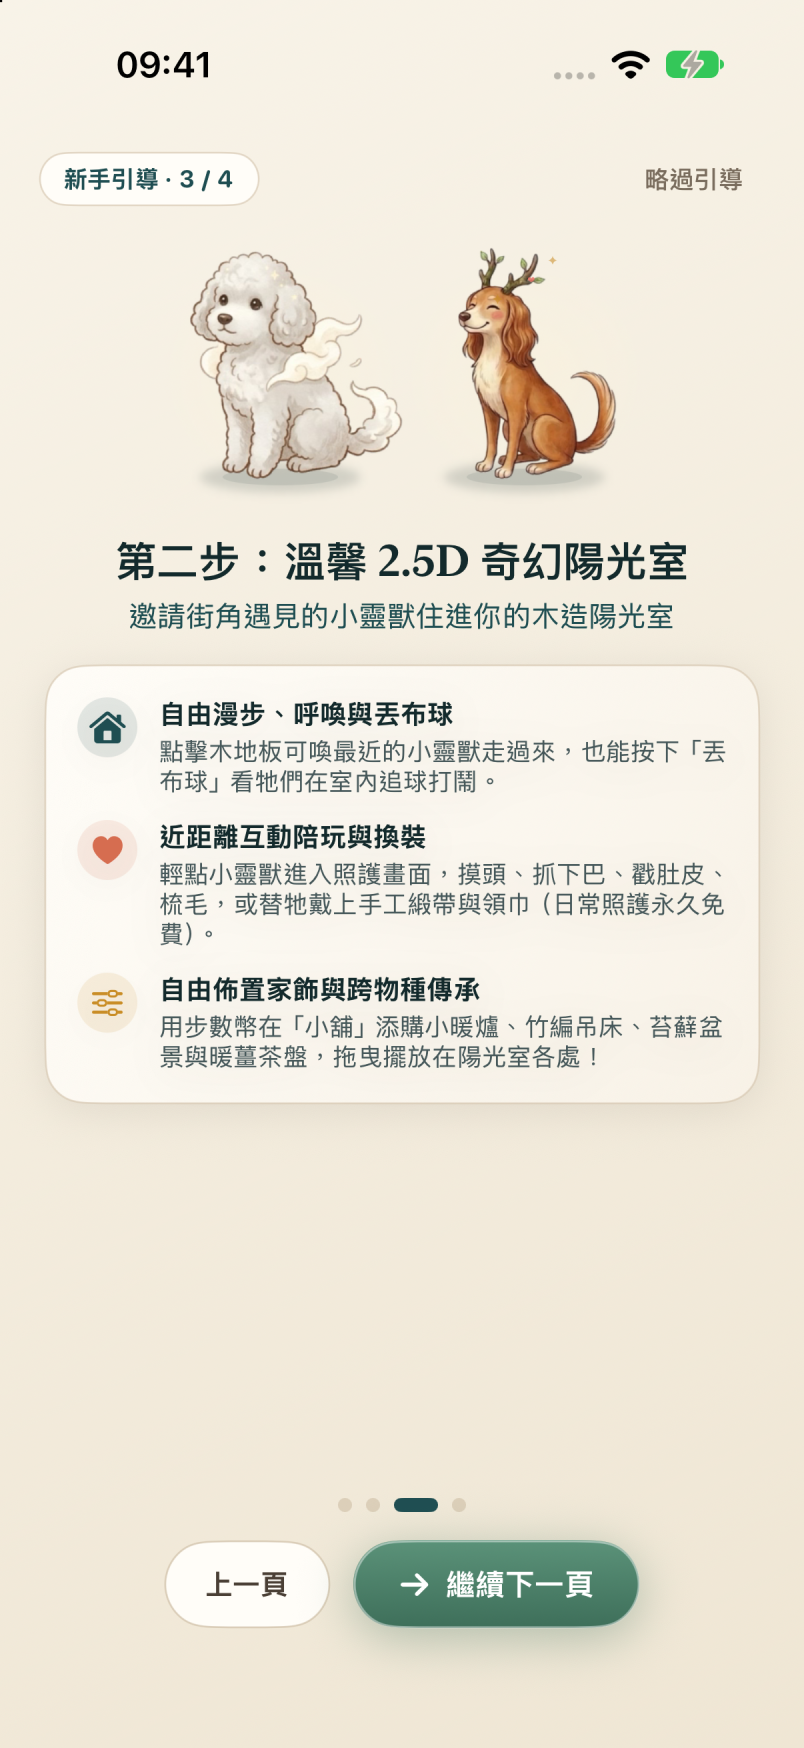 09:41
新手引導 · 3 / 4
略過引導
第二步：溫馨 2.5D 奇幻陽光室
邀請街角遇見的小靈獸住進你的木造陽光室
自由漫步、呼喚與丟布球
點擊木地板可喚最近的小靈獸走過來，也能按下「丟
布球」看牠們在室內追球打鬧。
近距離互動陪玩與換裝
輕點小靈獸進入照護畫面，摸頭、抓下巴、戳肚皮、
梳毛，或替牠戴上手工緞帶與領巾（日常照護永久免
費）。
自由佈置家飾與跨物種傳承
用步數幣在「小舖」添購小暖爐、竹編吊床、苔蘚盆
景與暖薑茶盤，拖曳擺放在陽光室各處！
上一頁
繼續下一頁